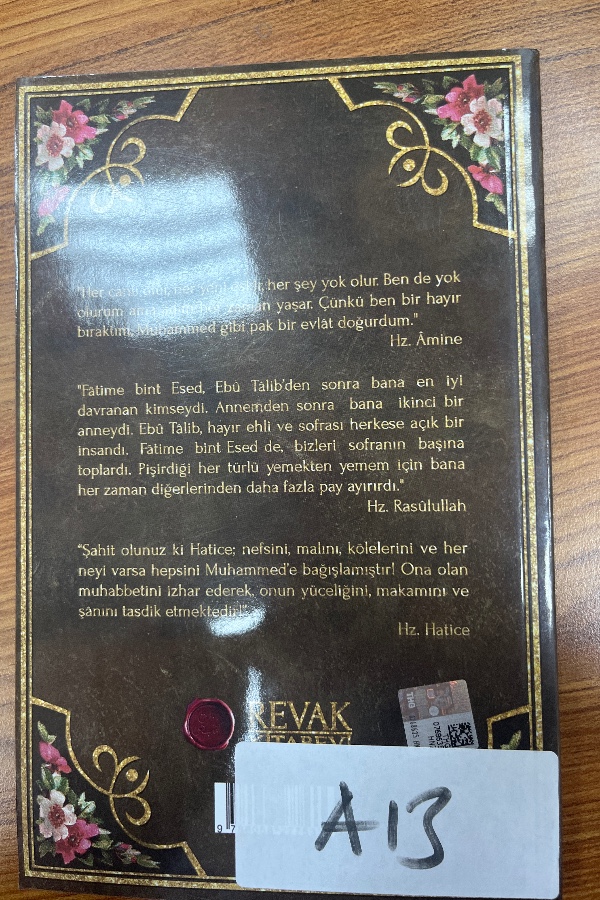 "Her canlı ölür, her yeni eskir, her şey yok olur. Ben de yok
olurum ama yaşar. Çünkü ben bir hayır
bıraktım, Muhammed gibi pak bir evlât doğurdum."
Hz. Âmine
"Fâtime bint Esed, Ebû Tâlib'den sonra bana en iyi
davranan kimseydi. Annemden sonra bana ikinci bir
anneydi. Ebû Tâlib, hayır ehli ve sofrası herkese açık bir
insandı. Fâtime bint Esed de, bizleri sofranın başına
toplardı. Pişirdiği her türlü yemekten yemem için bana
her zaman diğerlerinden daha fazla pay ayırırdı."
Hz. Rasûlullah
"Şahit olunuz ki Hatice; nefsini, malını, kölelerini ve her
neyi varsa hepsini Muhammed'e bağışlamıştır! Ona olan
muhabbetini izhar ederek, onun yüceliğini, makamını ve
şânını tasdik etmektedir!"
Hz. Hatice
REVAK
KİTABEVİ
THG
A-13